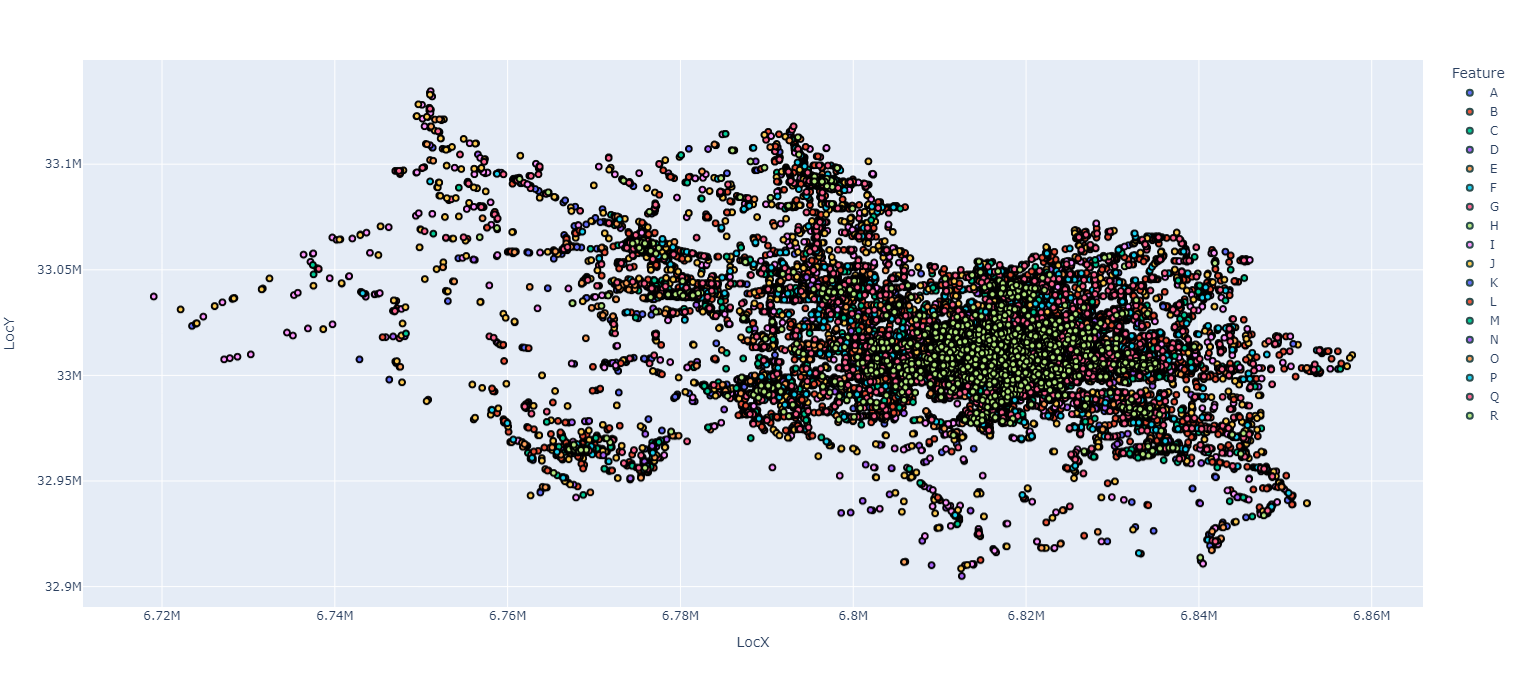 Feature
A
B
C
D
E
F
G
H
I
J
K
L
M
N
O
P
Q
R
33.1M
33.05M
33M
32.95M
32.9M
LocY
6.72M 6.74M 6.76M 6.78M 6.8M 6.82M 6.84M 6.86M
LocX